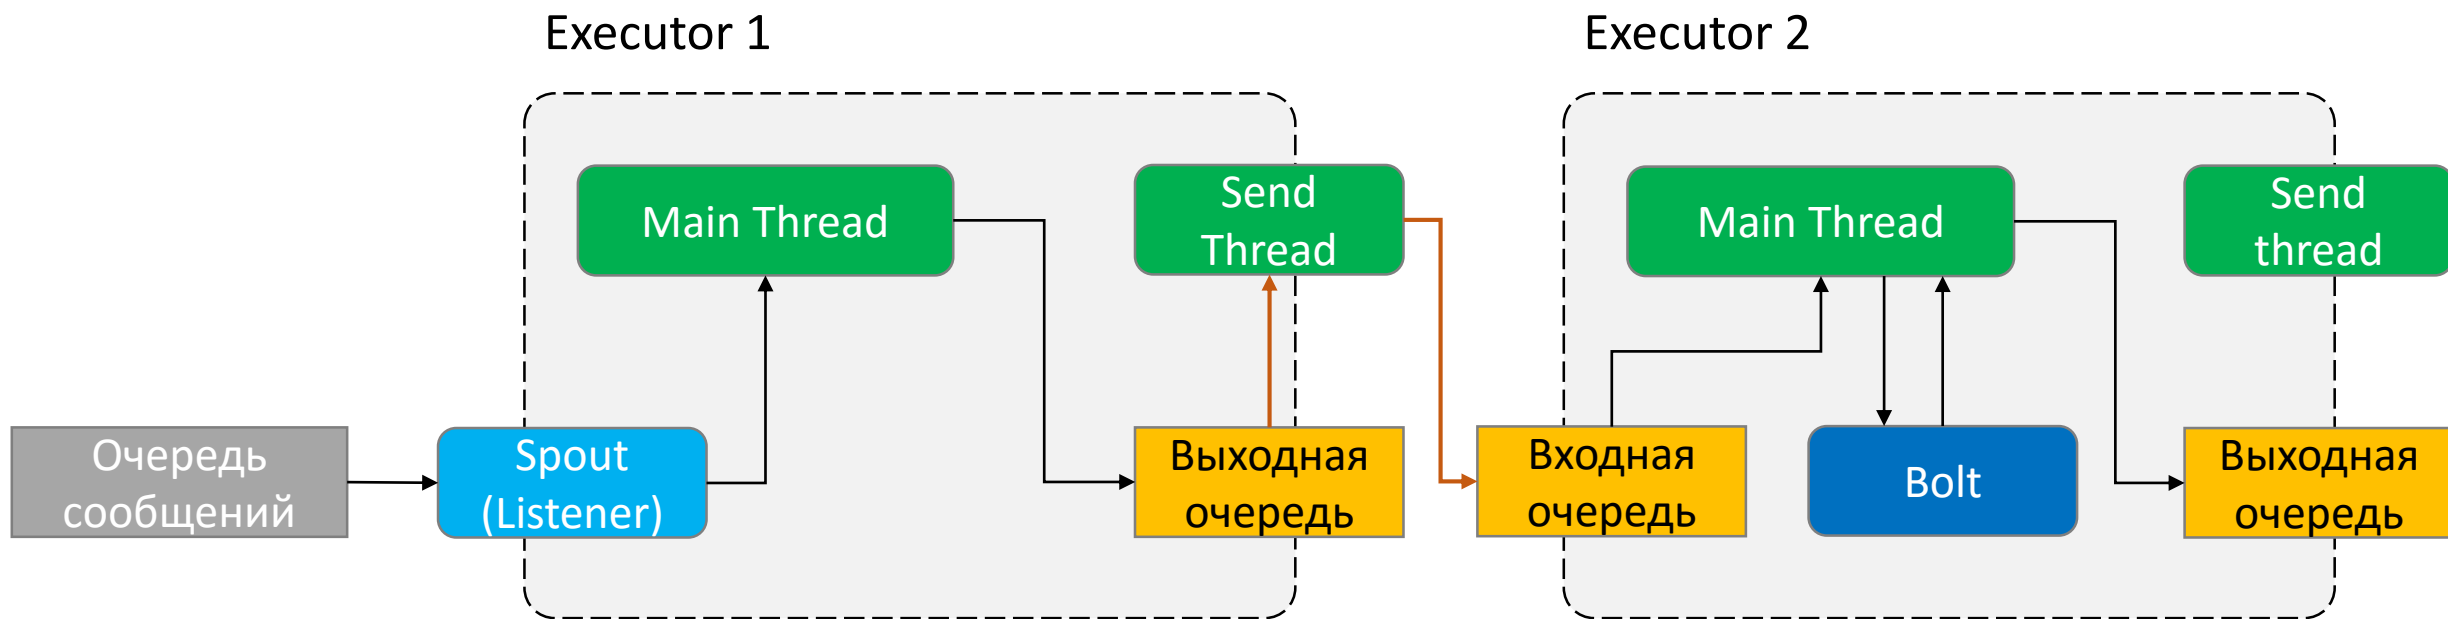 Executor 1
Executor 2
Main Thread
Send
Thread
Main Thread
Send
thread
Очередь
сообщений
Spout
(Listener)
Выходная
очередь
Входная
очередь
Bolt
Выходная
очередь